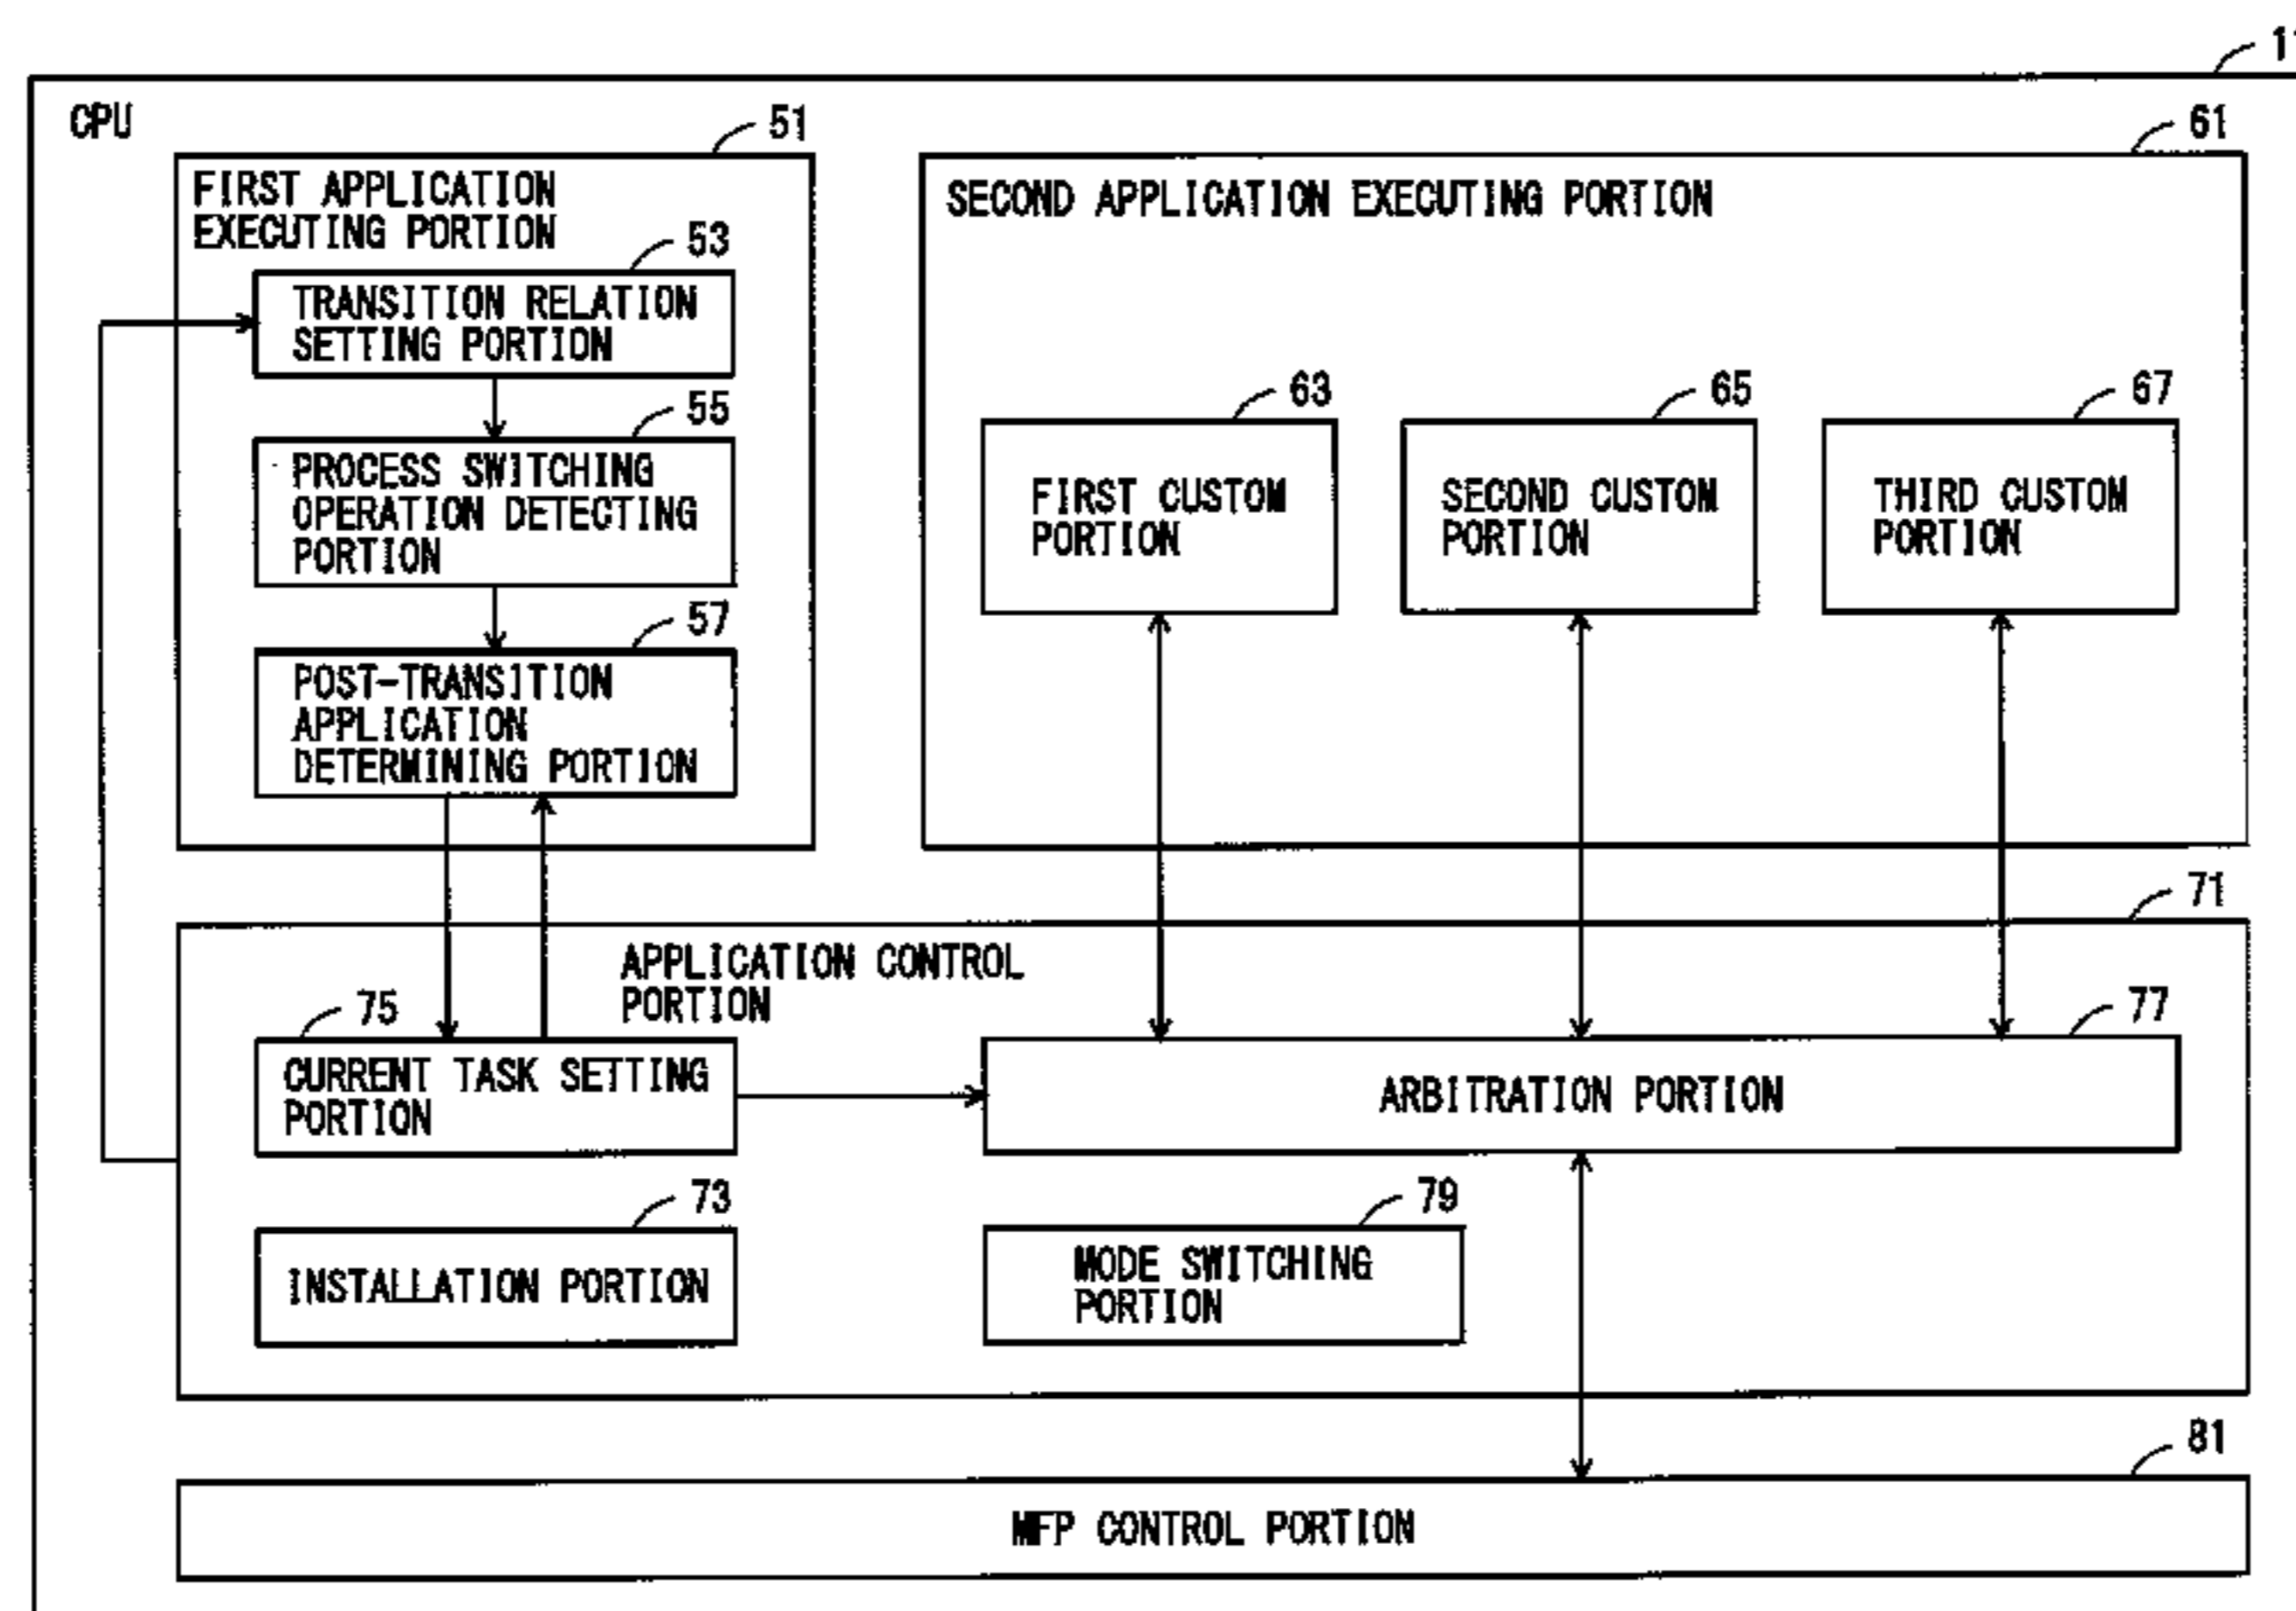 CPU
51
FIRST APPLICATION
EXECUTING PORTION
53
TRANSITION RELATION
SETTING PORTION
55
PROCESS SWITCHING
OPERATION DETECTING
PORTION
57
POST-TRANSITION
APPLICATION
DETERMINING PORTION
61
SECOND APPLICATION EXECUTING PORTION
63
FIRST CUSTOM
PORTION
65
SECOND CUSTOM
PORTION
67
THIRD CUSTOM
PORTION
71
APPLICATION CONTROL
PORTION
75
CURRENT TASK SETTING
PORTION
77
ARBITRATION PORTION
73
INSTALLATION PORTION
79
MODE SWITCHING
PORTION
81
MFP CONTROL PORTION